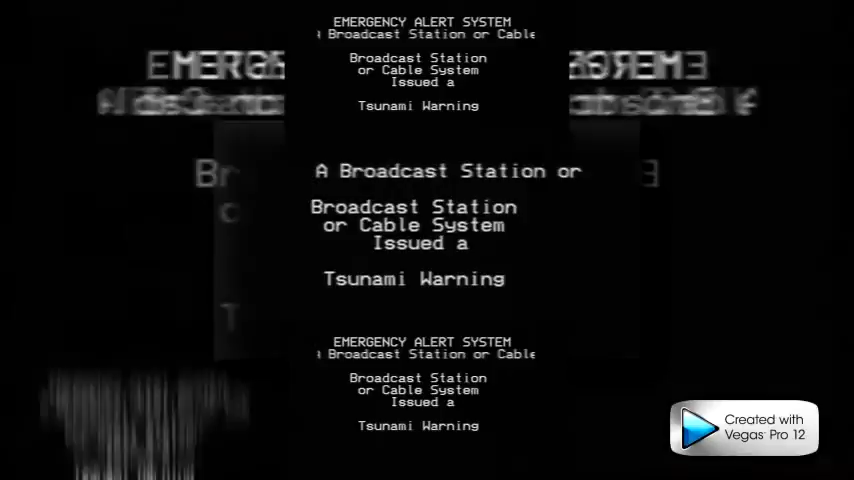 EMERGENCY ALERT SYSTEM
Broadcast Station or Cable
Broadcast Station
or Cable System
Issued a
Tsunami Warning
A Broadcast Station or
Broadcast Station
or Cable System
Issued a
Tsunami Warning
EMERGENCY ALERT SYSTEM
Broadcast Station or Cable
Broadcast Station
or Cable System
Issued a
Tsunami Warning
Created with
Vegas™ Pro 12